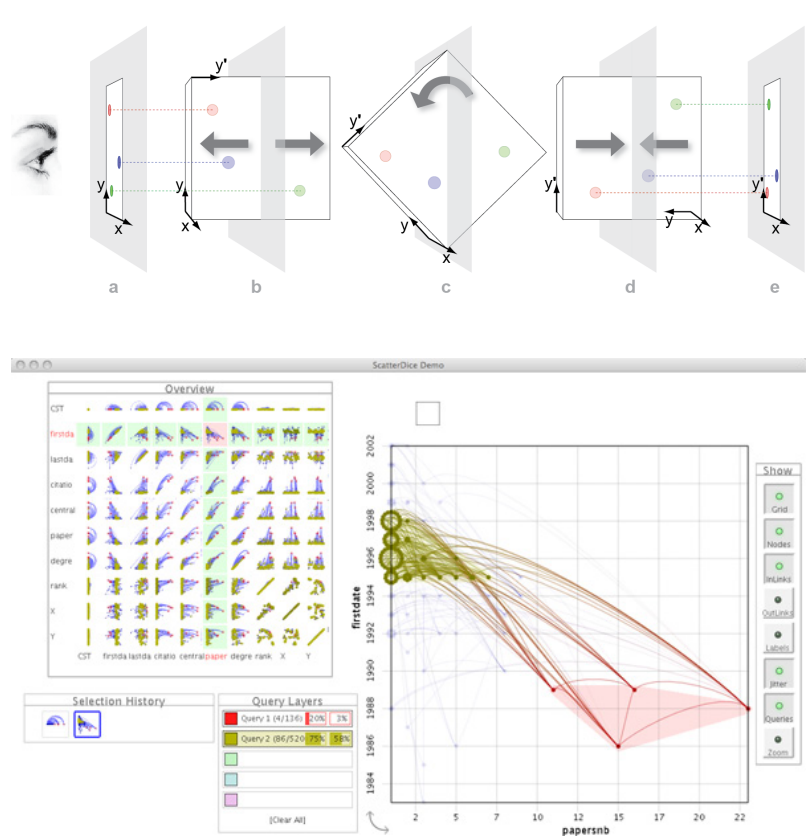 y'
y'
y
x
y
x
y
x
y'
y
x
y'
x
a
b
c
d
e
ScatterDice Demo
Overview
CST
firstda
lastda
citatio
central
paper
degre
rank
X
Y
CST firstda lastda citatio central paper degre rank X Y
Selection History
Query Layers
Query 1 (4/136) 20% 3%
Query 2 (86/520 75% 58%
[Clear All]
firstdate
2002
2000
1998
1996
1994
1992
1990
1988
1986
1984
2 5 7 10 12 15 17 20 22
papersnb
Show
Grid
Nodes
InLinks
OutLinks
Labels
Jitter
Queries
Zoom